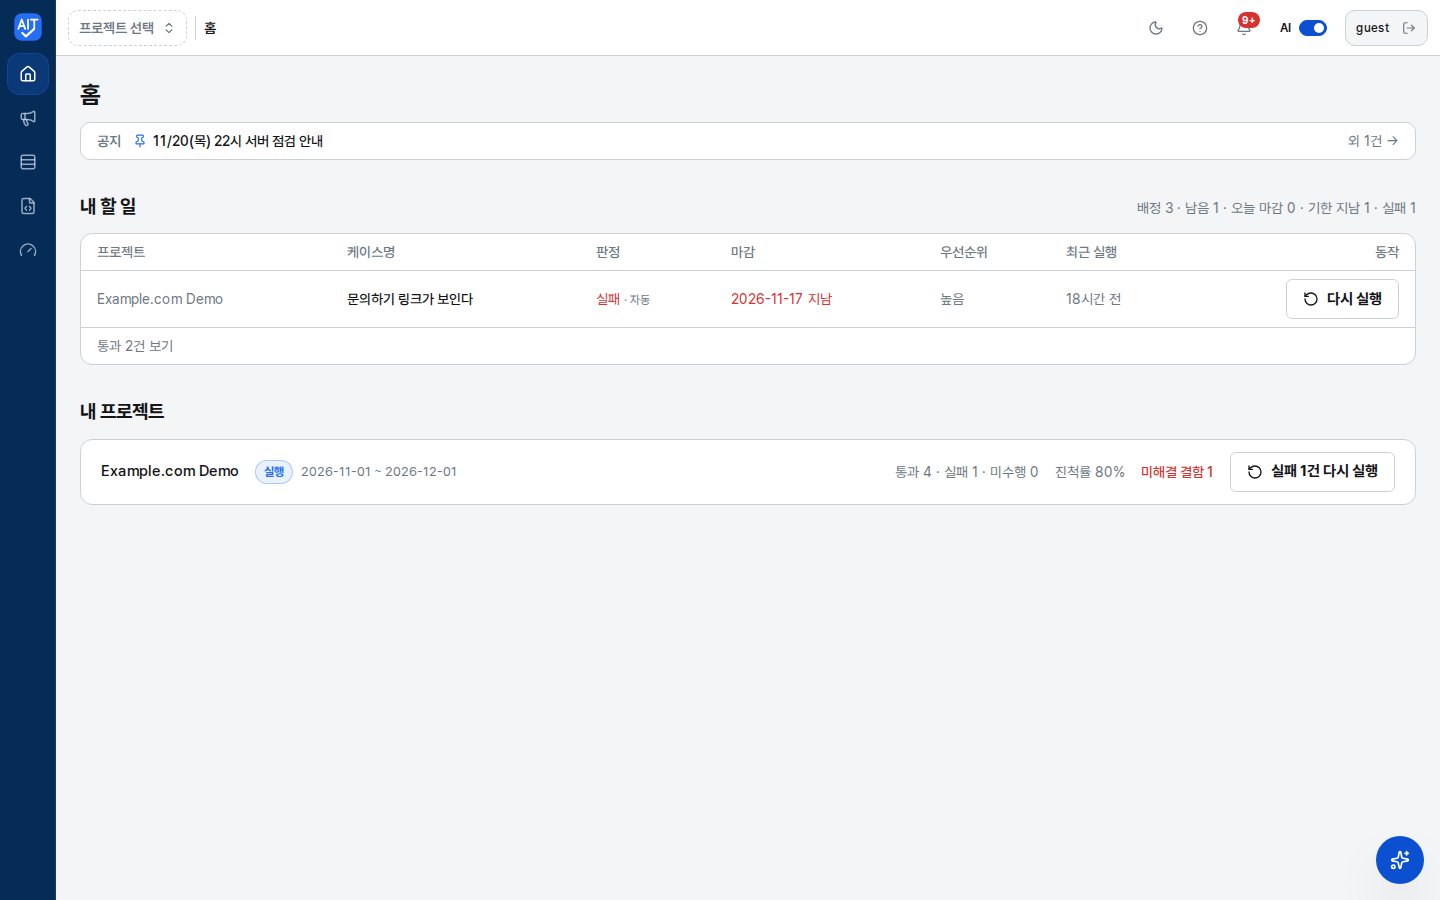 AIT
프로젝트 선택
홈
9+
AI
guest
홈
공지 11/20(목) 22시 서버 점검 안내 외 1건 →
내 할 일
배정 3 · 남음 1 · 오늘 마감 0 · 기한 지남 1 · 실패 1
프로젝트 케이스명 판정 마감 우선순위 최근 실행 동작
Example.com Demo 문의하기 링크가 보인다 실패 · 자동 2026-11-17 지남 높음 18시간 전 다시 실행
통과 2건 보기
내 프로젝트
Example.com Demo 실행 2026-11-01 ~ 2026-12-01 통과 4 · 실패 1 · 미수행 0 진척률 80% 미해결 결함 1 실패 1건 다시 실행